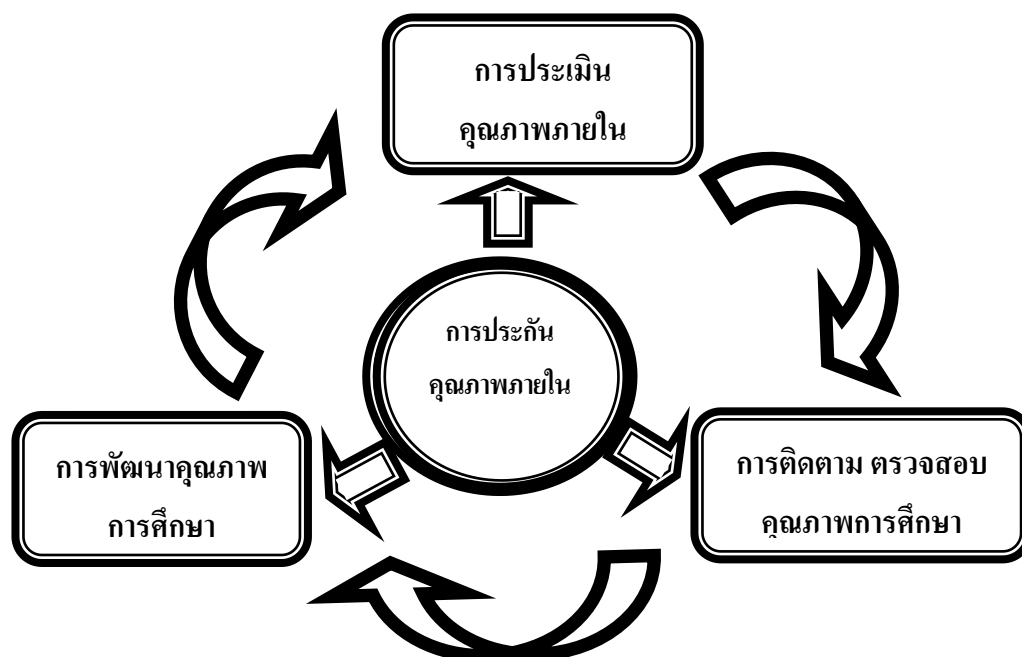 การประเมิน
คุณภาพภายใน
การประกัน
คุณภาพภายใน
การพัฒนาคุณภาพ
การศึกษา
การติดตาม ตรวจสอบ
คุณภาพการศึกษา